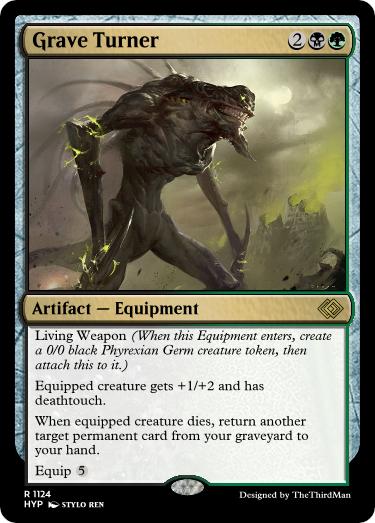 Grave Turner 2
Artifact — Equipment
Living Weapon (When this Equipment enters, create
a 0/0 black Phyrexian Germ creature token, then
attach this to it.)
Equipped creature gets +1/+2 and has
deathtouch.
When equipped creature dies, return another
target permanent card from your graveyard to
your hand.
Equip 5
R 1124
HYP STYLO REN Designed by TheThirdMan